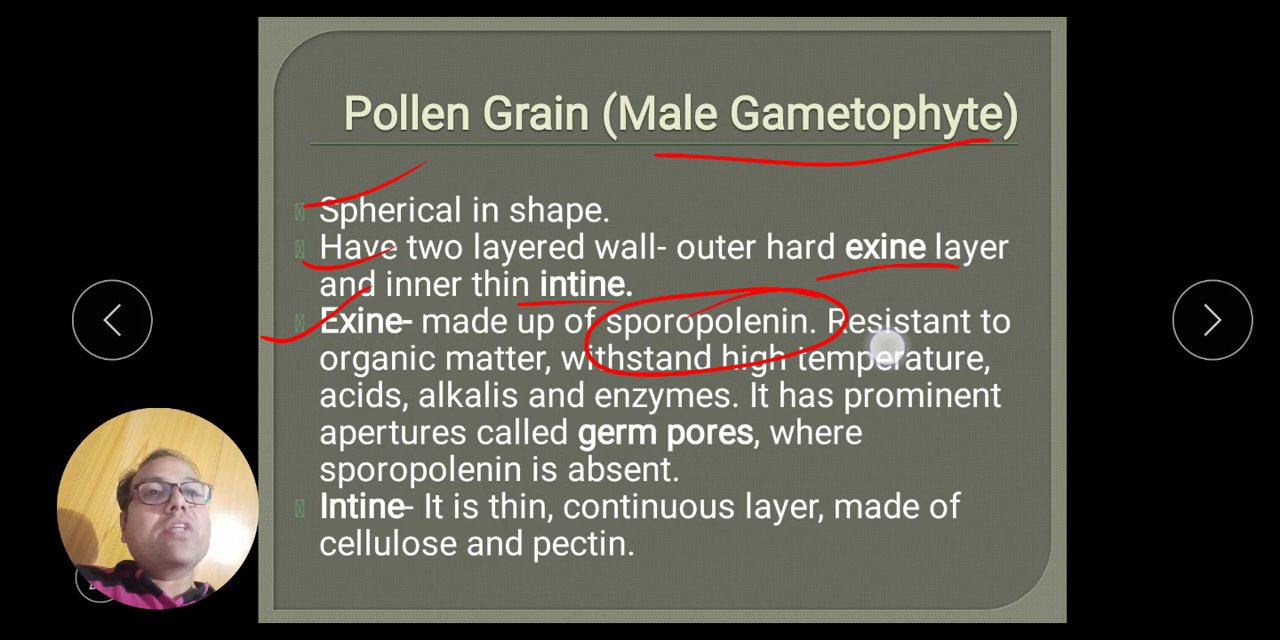 Pollen Grain (Male Gametophyte)
Spherical in shape.
Have two layered wall- outer hard exine layer
and inner thin intine.
Exine- made up of sporopolenin. Resistant to
organic matter, withstand high temperature,
acids, alkalis and enzymes. It has prominent
apertures called germ pores, where
sporopolenin is absent.
Intine- It is thin, continuous layer, made of
cellulose and pectin.